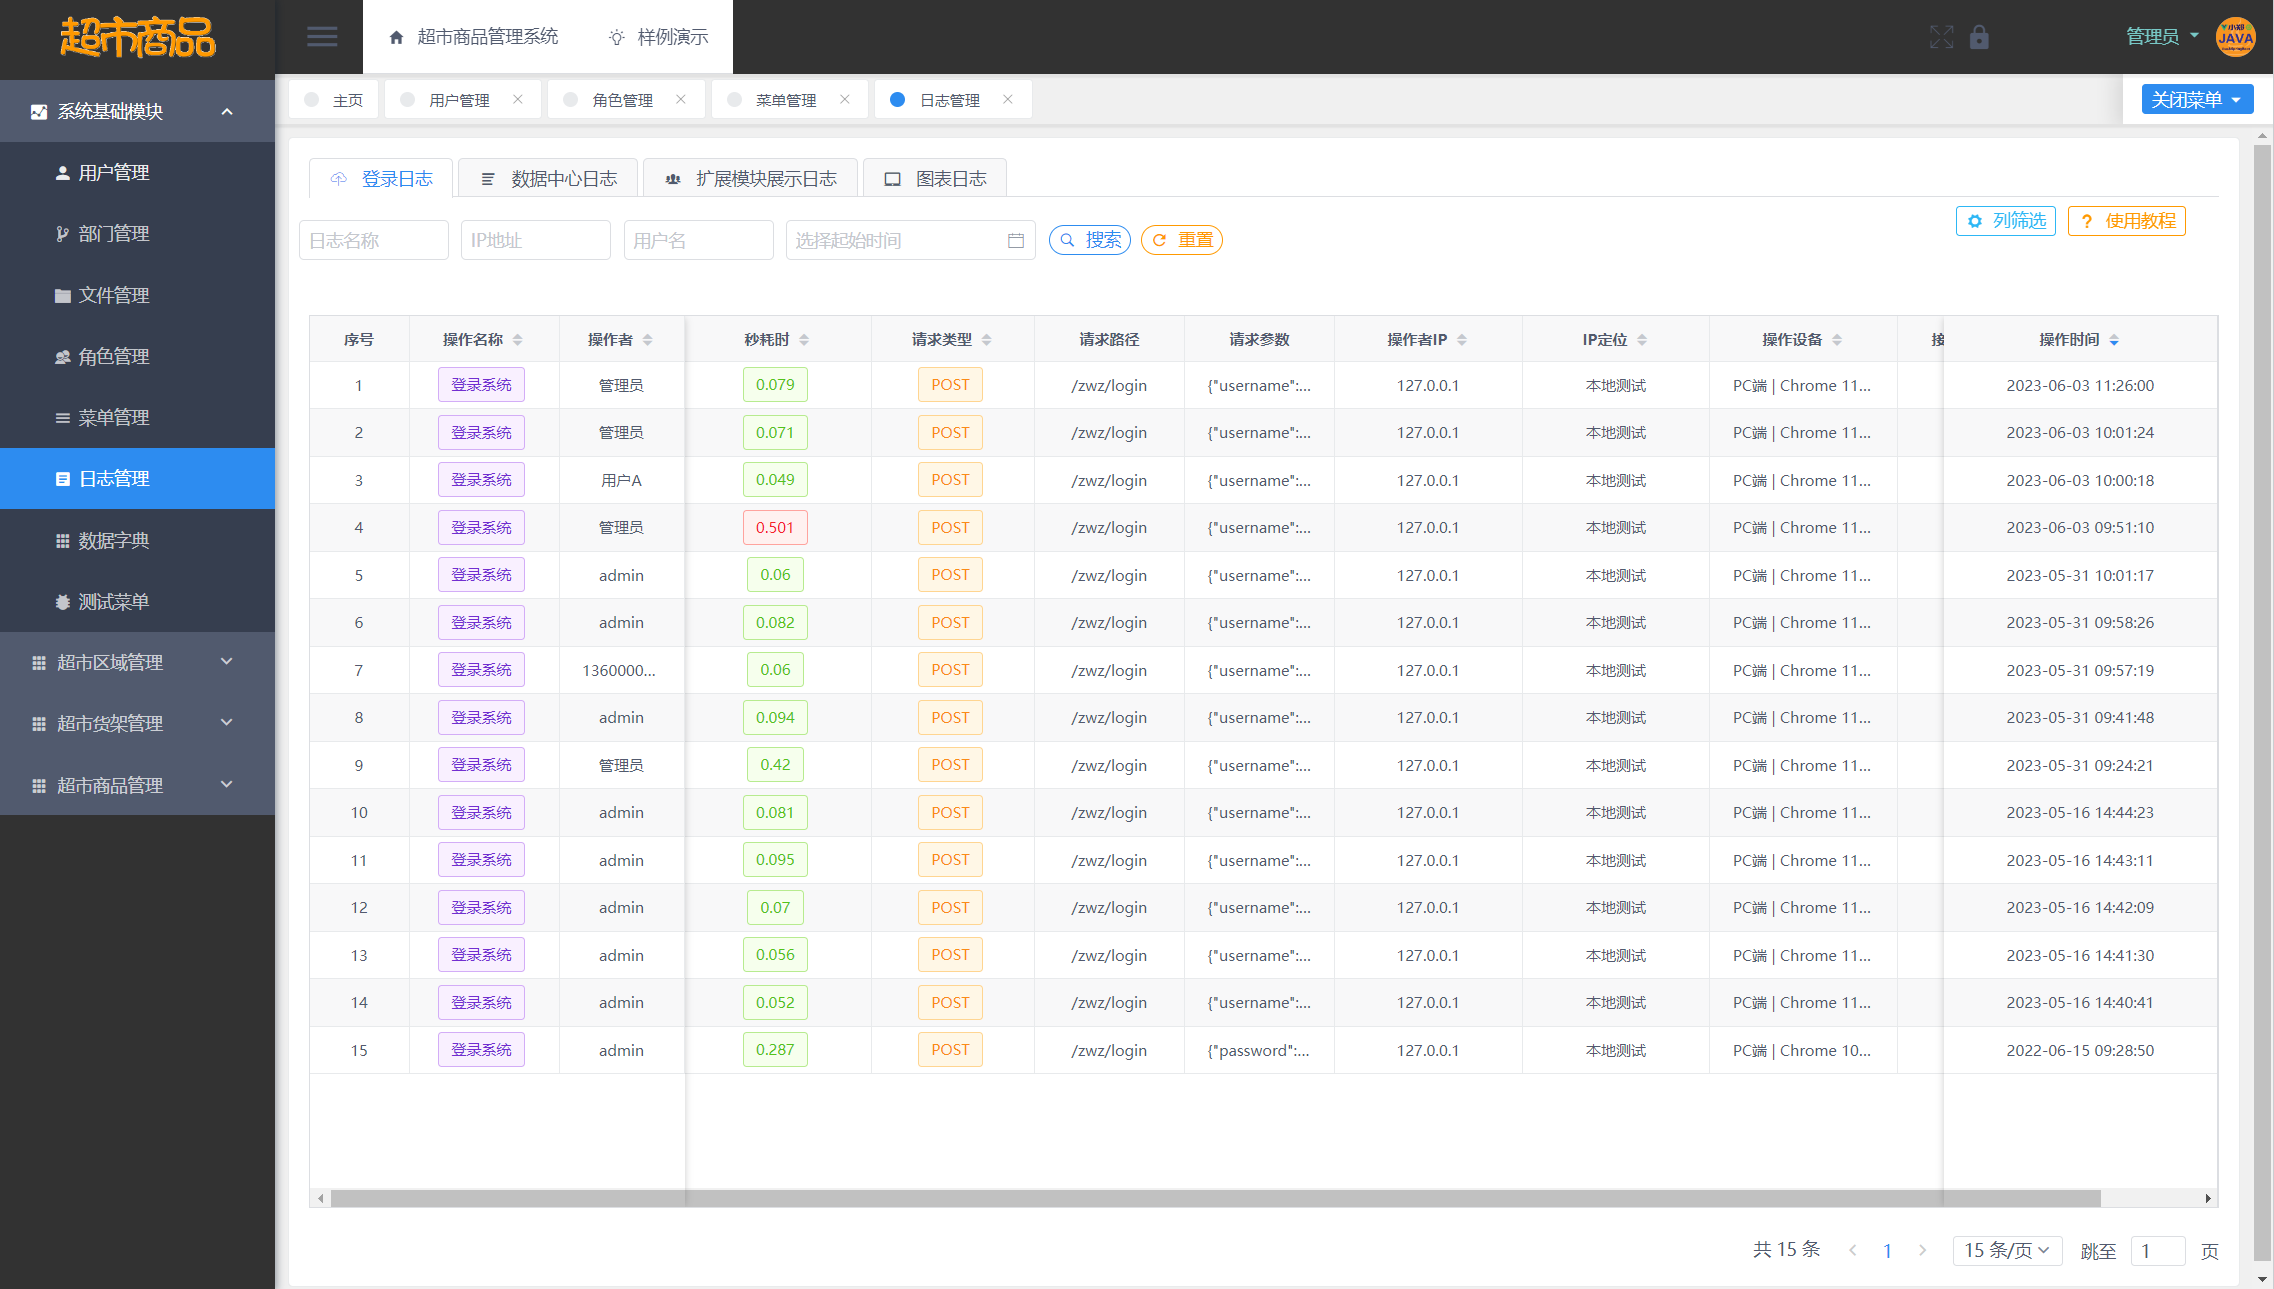 超市商品
超市商品管理系统 样例演示 管理员
JAVA
系统基础模块
用户管理
部门管理
文件管理
角色管理
菜单管理
日志管理
数据字典
测试菜单
超市区域管理
超市货架管理
超市商品管理
主页 用户管理 角色管理 菜单管理 日志管理 关闭菜单
登录日志 数据中心日志 扩展模块展示日志 图表日志
日志名称 IP地址 用户名 选择起始时间 搜索 重置 列筛选 ? 使用教程
序号 操作名称 操作者 秒耗时 请求类型 请求路径 请求参数 操作者IP IP定位 操作设备 操作时间
1 登录系统 管理员 0.079 POST /zwz/login {"username":... 127.0.0.1 本地测试 PC端 | Chrome 11... 2023-06-03 11:26:00
2 登录系统 管理员 0.071 POST /zwz/login {"username":... 127.0.0.1 本地测试 PC端 | Chrome 11... 2023-06-03 10:01:24
3 登录系统 用户A 0.049 POST /zwz/login {"username":... 127.0.0.1 本地测试 PC端 | Chrome 11... 2023-06-03 10:00:18
4 登录系统 管理员 0.501 POST /zwz/login {"username":... 127.0.0.1 本地测试 PC端 | Chrome 11... 2023-06-03 09:51:10
5 登录系统 admin 0.06 POST /zwz/login {"username":... 127.0.0.1 本地测试 PC端 | Chrome 11... 2023-05-31 10:01:17
6 登录系统 admin 0.082 POST /zwz/login {"username":... 127.0.0.1 本地测试 PC端 | Chrome 11... 2023-05-31 09:58:26
7 登录系统 1360000... 0.06 POST /zwz/login {"username":... 127.0.0.1 本地测试 PC端 | Chrome 11... 2023-05-31 09:57:19
8 登录系统 admin 0.094 POST /zwz/login {"username":... 127.0.0.1 本地测试 PC端 | Chrome 11... 2023-05-31 09:41:48
9 登录系统 管理员 0.42 POST /zwz/login {"username":... 127.0.0.1 本地测试 PC端 | Chrome 11... 2023-05-31 09:24:21
10 登录系统 admin 0.081 POST /zwz/login {"username":... 127.0.0.1 本地测试 PC端 | Chrome 11... 2023-05-16 14:44:23
11 登录系统 admin 0.095 POST /zwz/login {"username":... 127.0.0.1 本地测试 PC端 | Chrome 11... 2023-05-16 14:43:11
12 登录系统 admin 0.07 POST /zwz/login {"username":... 127.0.0.1 本地测试 PC端 | Chrome 11... 2023-05-16 14:42:09
13 登录系统 admin 0.056 POST /zwz/login {"username":... 127.0.0.1 本地测试 PC端 | Chrome 11... 2023-05-16 14:41:30
14 登录系统 admin 0.052 POST /zwz/login {"username":... 127.0.0.1 本地测试 PC端 | Chrome 11... 2023-05-16 14:40:41
15 登录系统 admin 0.287 POST /zwz/login {"password":... 127.0.0.1 本地测试 PC端 | Chrome 10... 2022-06-15 09:28:50
共 15 条 1 15 条/页 跳至 1 页